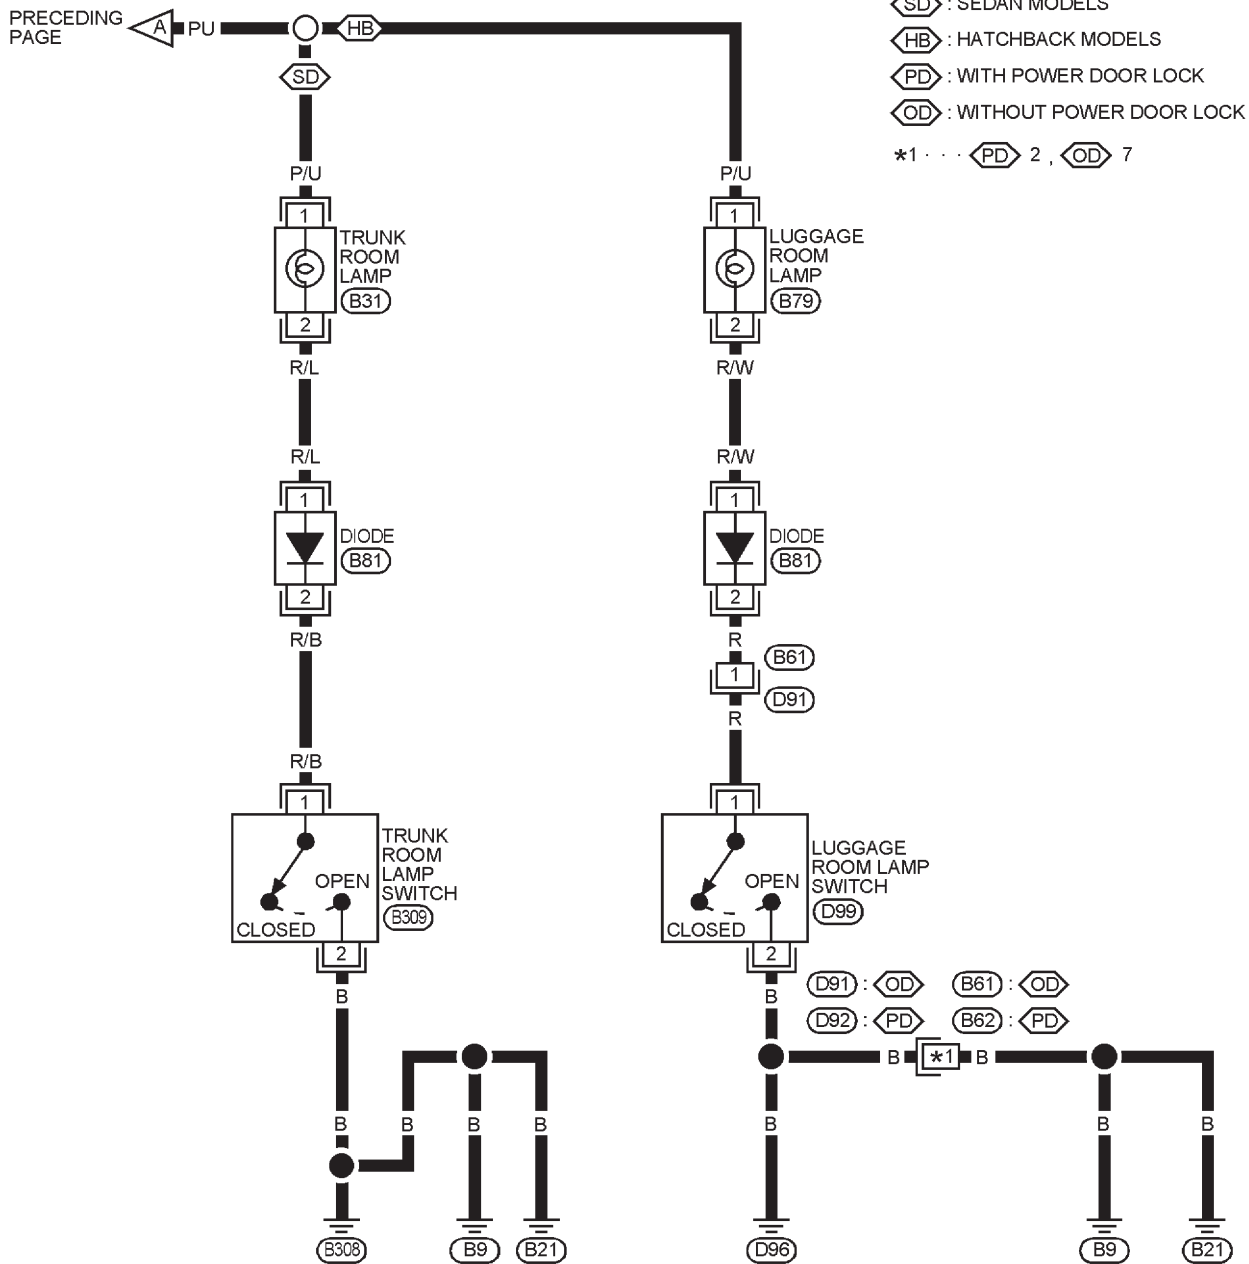 PRECEDING
PAGE
A
PU
HB
SD
SD : SEDAN MODELS
HB : HATCHBACK MODELS
PD : WITH POWER DOOR LOCK
OD : WITHOUT POWER DOOR LOCK
*1 · · · PD 2 , OD 7
P/U
P/U
1
1
TRUNK
ROOM
LAMP
B31
LUGGAGE
ROOM
LAMP
B79
2
2
R/L
R/W
R/L
R/W
1
1
DIODE
B81
DIODE
B81
2
2
R/B
R
B61
1
D91
R
R/B
1
1
TRUNK
ROOM
LAMP
SWITCH
B309
OPEN
CLOSED
LUGGAGE
ROOM LAMP
SWITCH
D99
OPEN
CLOSED
2
2
B
B
D91 : OD B61 : OD
D92 : PD B62 : PD
B *1 B
B B B B B B B
B308 B9 B21 D96 B9 B21